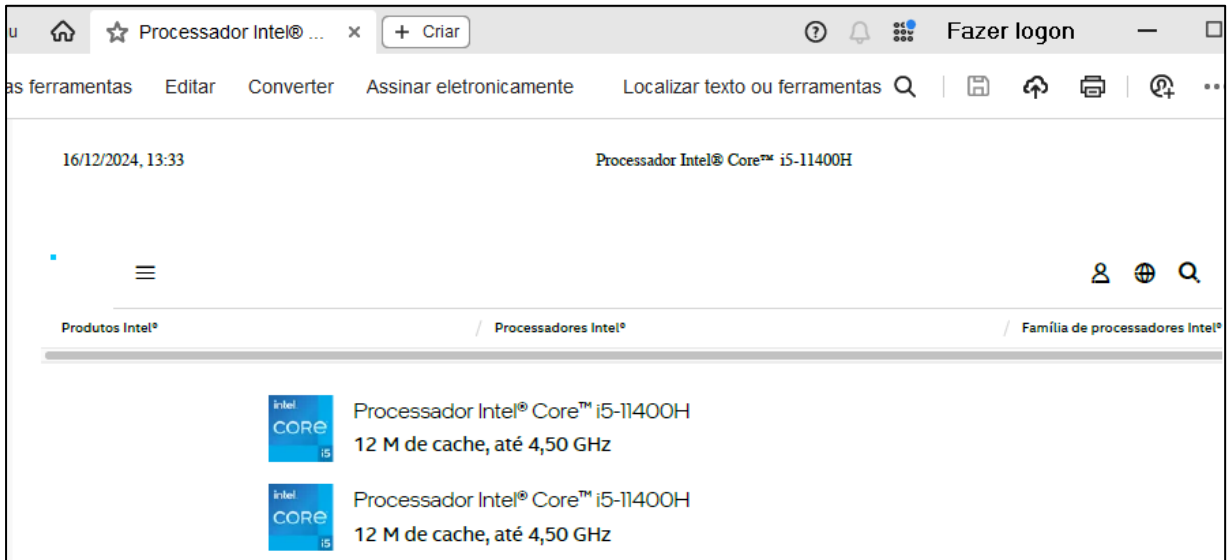 u Processador Intel® ... × + Criar Fazer logon
as ferramentas Editar Converter Assinar eletronicamente Localizar texto ou ferramentas
16/12/2024, 13:33 Processador Intel® Core™ i5-11400H
Produtos Intel® / Processadores Intel® / Família de processadores Intel®
intel CORE i5
Processador Intel® Core™ i5-11400H
12 M de cache, até 4,50 GHz
intel CORE i5
Processador Intel® Core™ i5-11400H
12 M de cache, até 4,50 GHz